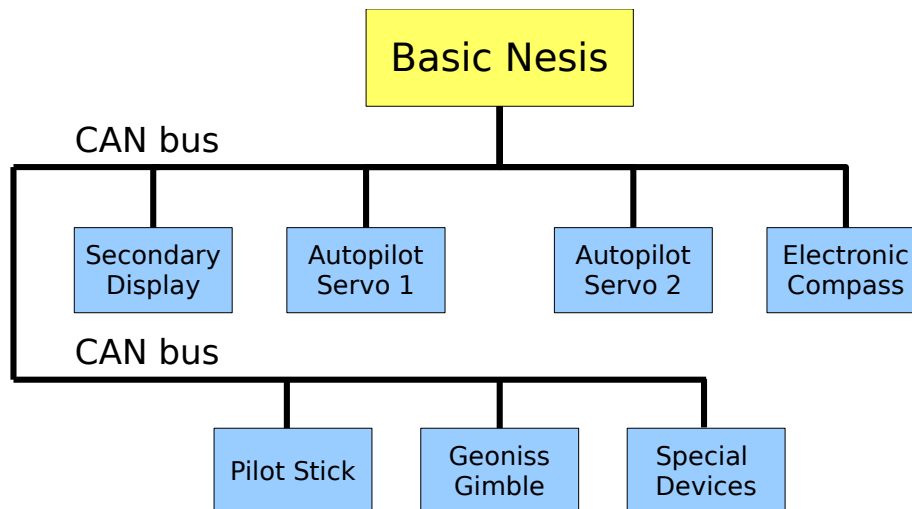 Basic Nesis
CAN bus
Secondary
Display
Autopilot
Servo 1
Autopilot
Servo 2
Electronic
Compass
CAN bus
Pilot Stick
Geoniss
Gimble
Special
Devices